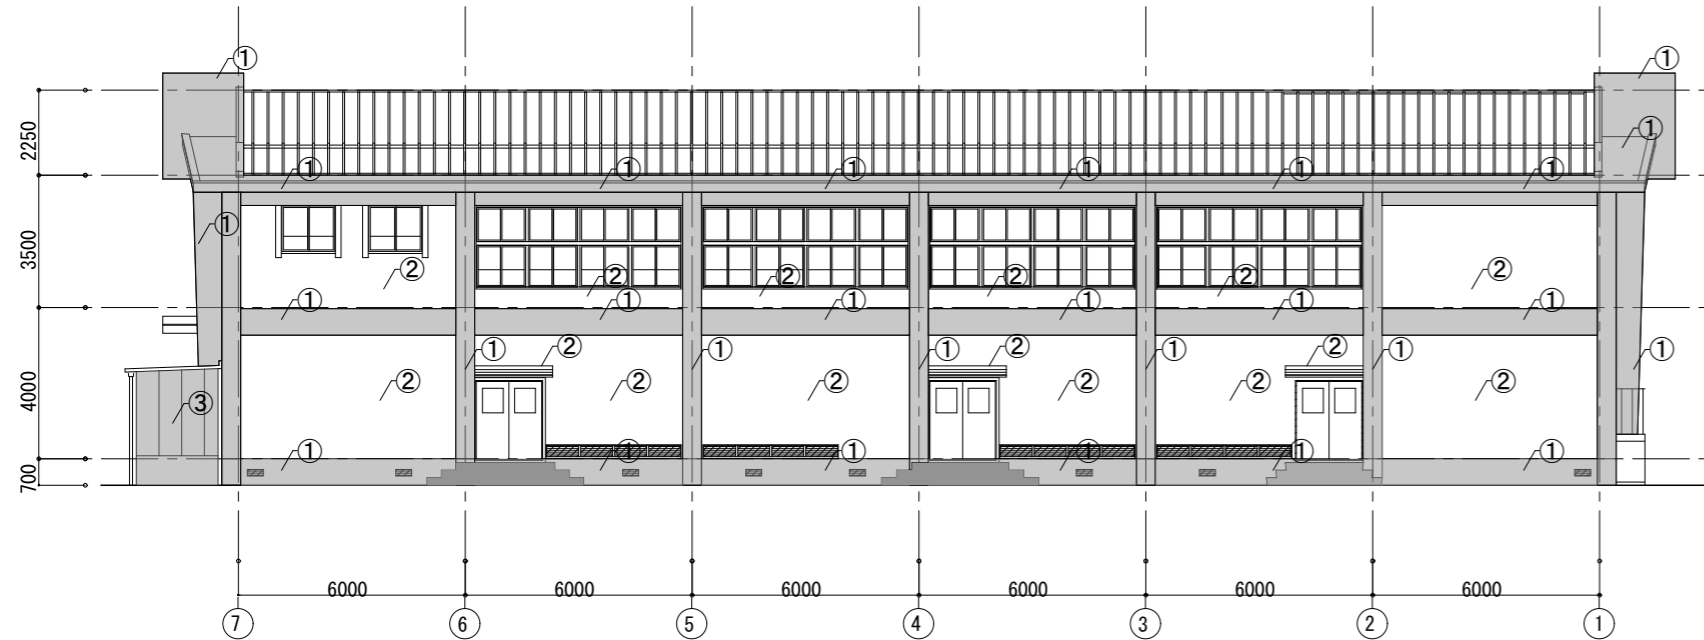 ① ①
2250
①
① ① ① ① ① ①
3500
① ② ② ② ② ② ②
① ① ① ① ① ①
4000
① ② ① ① ② ① ② ① ①
② ② ② ② ② ②
③
700
① ① ① ① ① ①
6000 6000 6000 6000 6000 6000
7 6 5 4 3 2 1